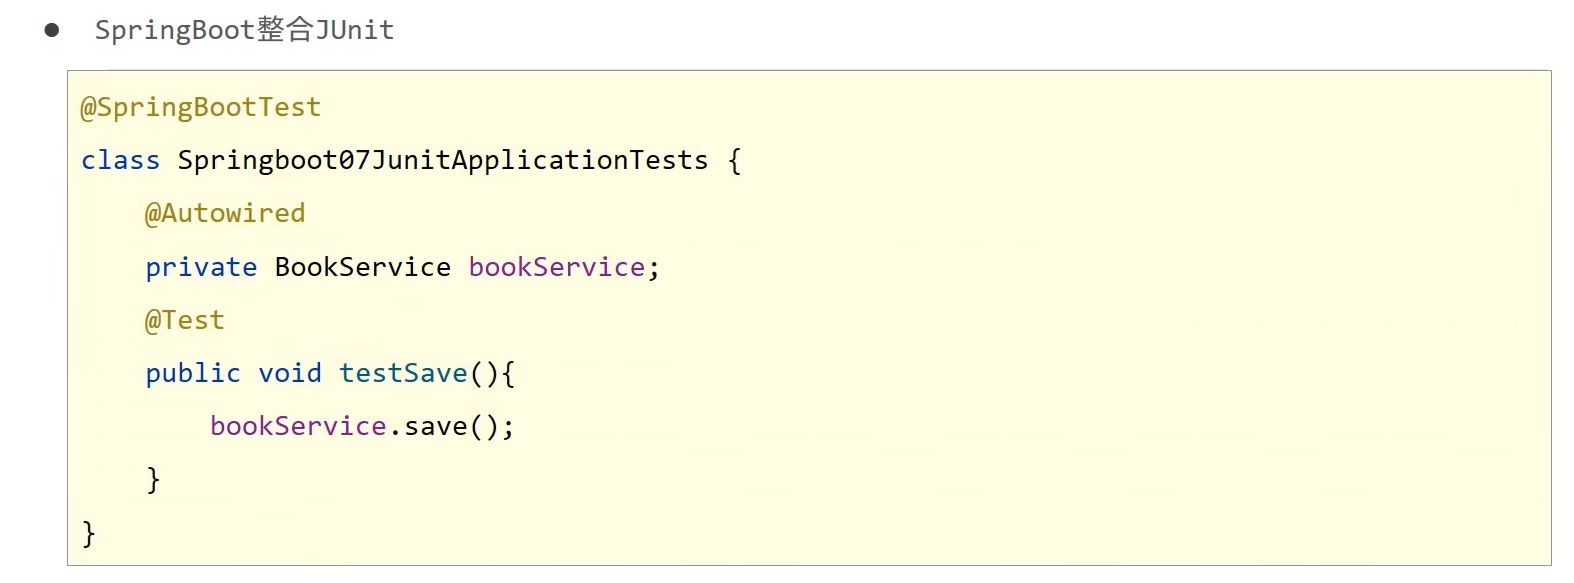 ● SpringBoot整合JUnit
@SpringBootTest
class Springboot07JunitApplicationTests {
    @Autowired
    private BookService bookService;
    @Test
    public void testSave(){
        bookService.save();
    }
}